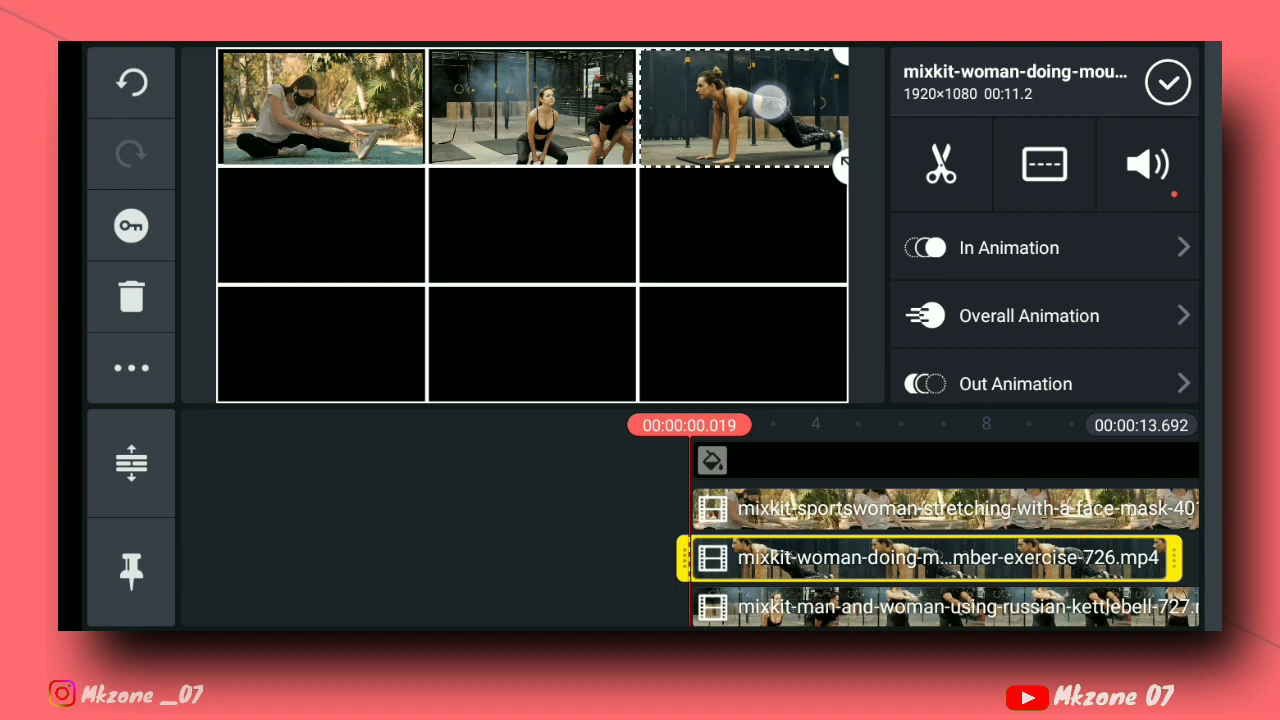 mixkit-woman-doing-mou...
1920×1080 00:11.2
In Animation
Overall Animation
Out Animation
00:00:00.019
4
8
00:00:13.692
mixkit-sportswoman-stretching-with-a-face-mask-40
mixkit-woman-doing-m...mber-exercise-726.mp4
mixkit-man-and-woman-using-russian-kettlebell-727.
Mkzone _07
Mkzone 07